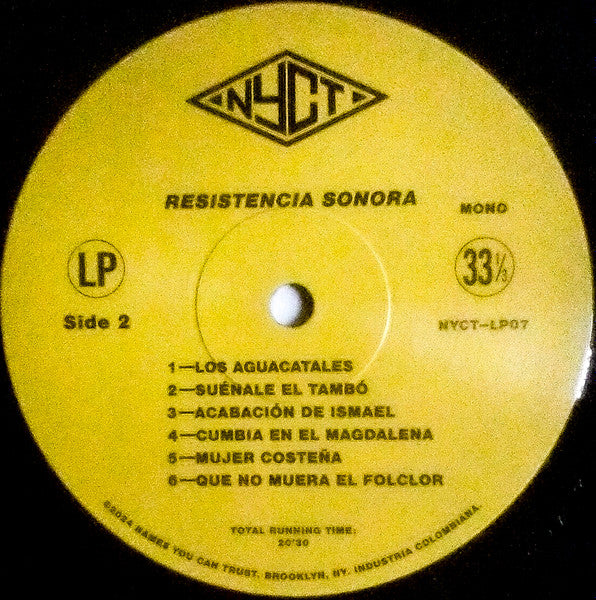 NYCT
RESISTENCIA SONORA
MONO
LP
33 1/3
Side 2
NYCT-LP07
1—LOS AGUACATALES
2—SUÉNALE EL TAMBÓ
3—ACABACIÓN DE ISMAEL
4—CUMBIA EN EL MAGDALENA
5—MUJER COSTEÑA
6—QUE NO MUERA EL FOLCLOR
TOTAL RUNNING TIME:
20'30
©2024 NAMES YOU CAN TRUST. BROOKLYN, NY. INDUSTRIA COLOMBIANA.